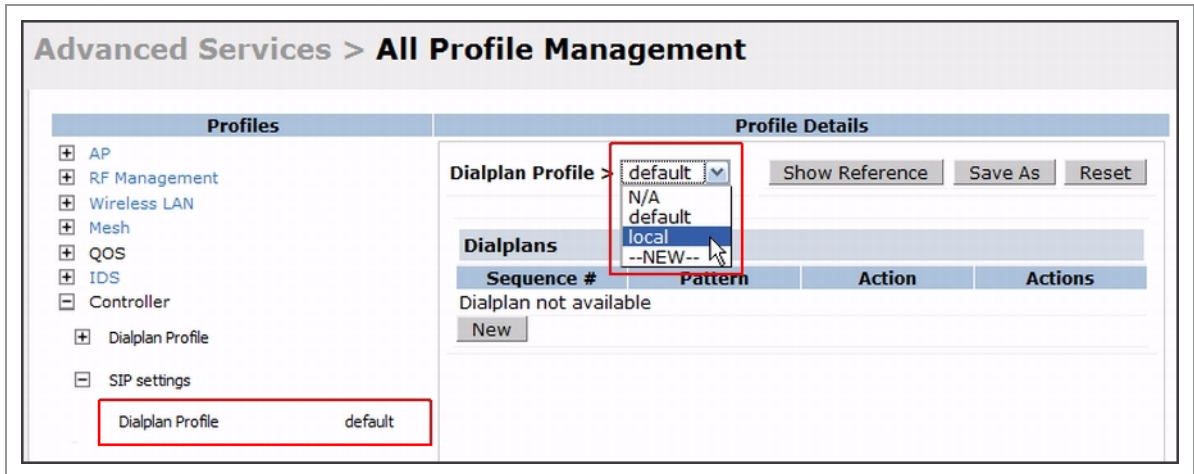 Advanced Services > All Profile Management
Profiles
AP
RF Management
Wireless LAN
Mesh
QOS
IDS
Controller
Dialplan Profile
SIP settings
Dialplan Profile default
Profile Details
Dialplan Profile > default Show Reference Save As Reset
N/A
default
local
--NEW--
Dialplans
Sequence # Pattern Action Actions
Dialplan not available
New